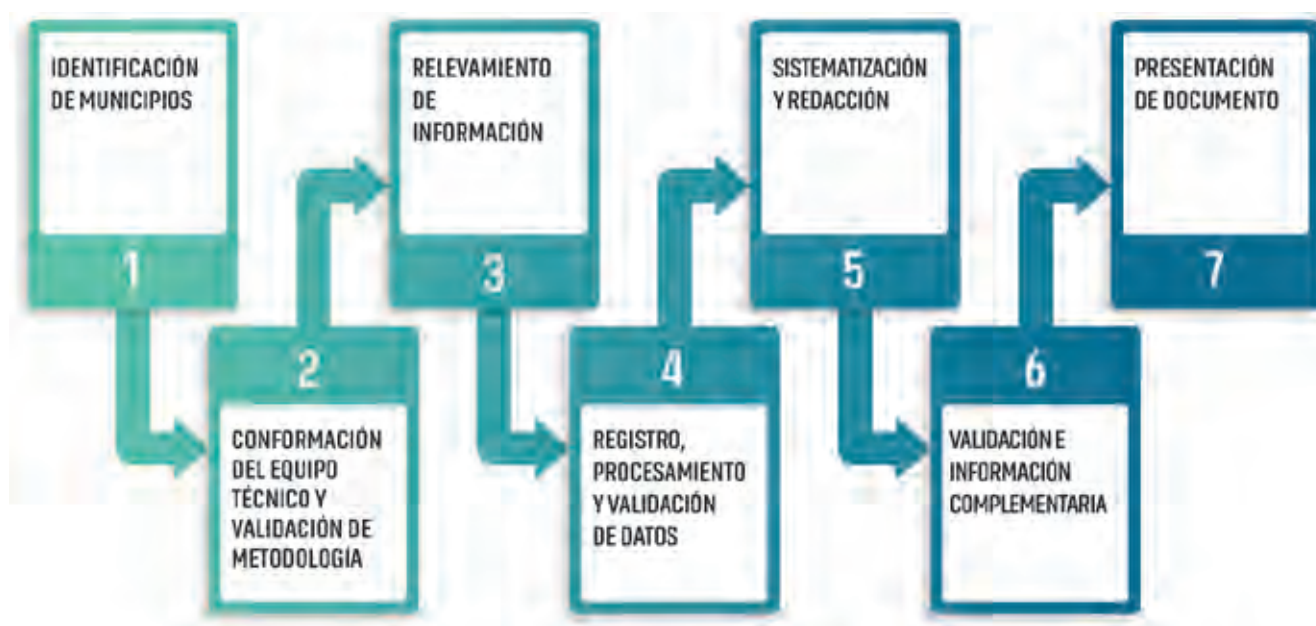 IDENTIFICACIÓN
DE MUNICIPIOS
1
2
CONFORMACIÓN
DEL EQUIPO
TÉCNICO Y
VALIDACIÓN DE
METODOLOGÍA
RELEVAMIENTO
DE
INFORMACIÓN
3
4
REGISTRO,
PROCESAMIENTO
Y VALIDACIÓN
DE DATOS
SISTEMATIZACIÓN
Y REDACCIÓN
5
6
VALIDACIÓN E
INFORMACIÓN
COMPLEMENTARIA
PRESENTACIÓN
DE DOCUMENTO
7